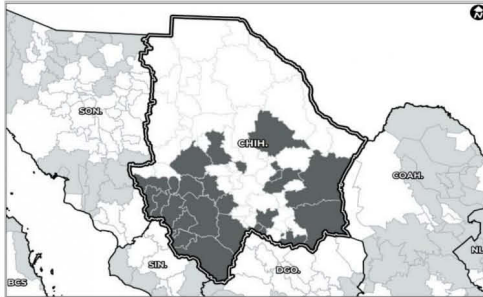 N
SON.
CHIH.
COAH.
SIN.
DGO.
BCS
NL